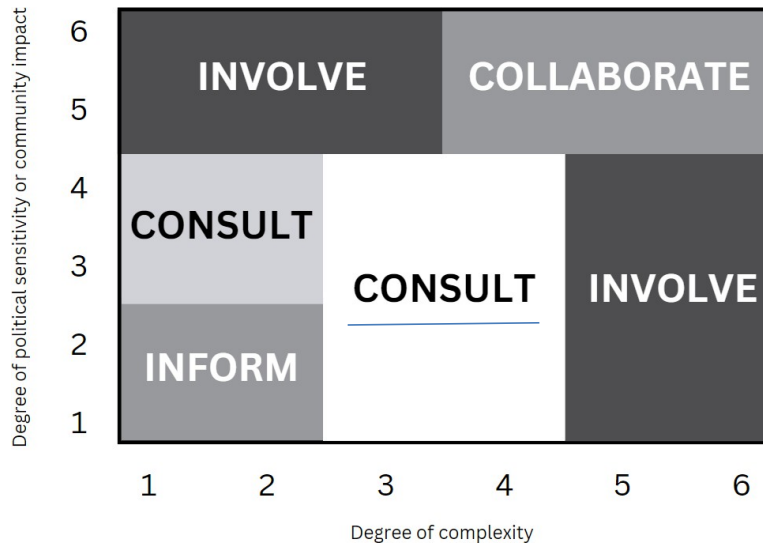 Degree of political sensitivity or community impact
6
5
4
3
2
1
INVOLVE
COLLABORATE
CONSULT
CONSULT
INVOLVE
INFORM
1 2 3 4 5 6
Degree of complexity